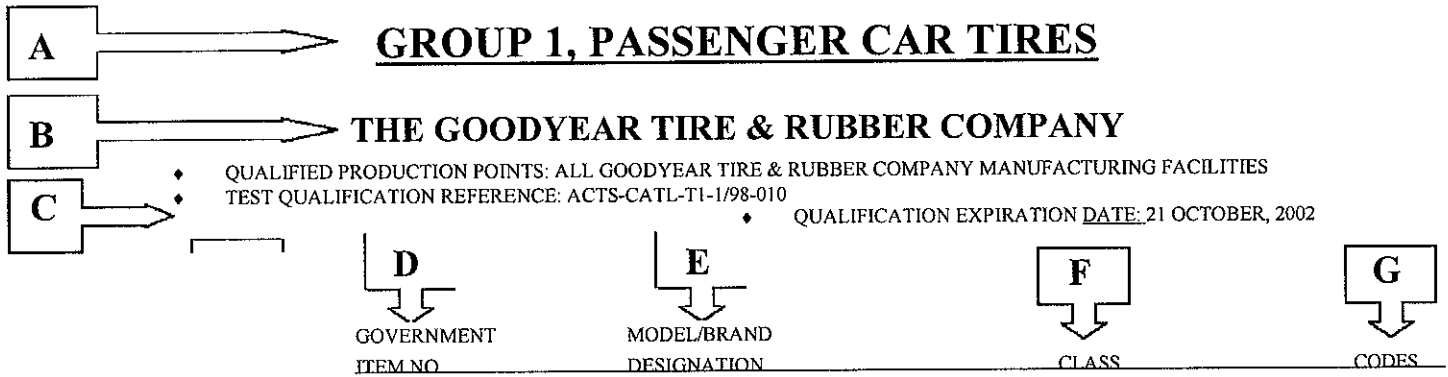 A
GROUP 1, PASSENGER CAR TIRES
B
THE GOODYEAR TIRE & RUBBER COMPANY
♦ QUALIFIED PRODUCTION POINTS: ALL GOODYEAR TIRE & RUBBER COMPANY MANUFACTURING FACILITIES
C
♦ TEST QUALIFICATION REFERENCE: ACTS-CATL-T1-1/98-010
♦ QUALIFICATION EXPIRATION DATE: 21 OCTOBER, 2002
D E F G
GOVERNMENT MODEL/BRAND
ITEM NO DESIGNATION CLASS CODES